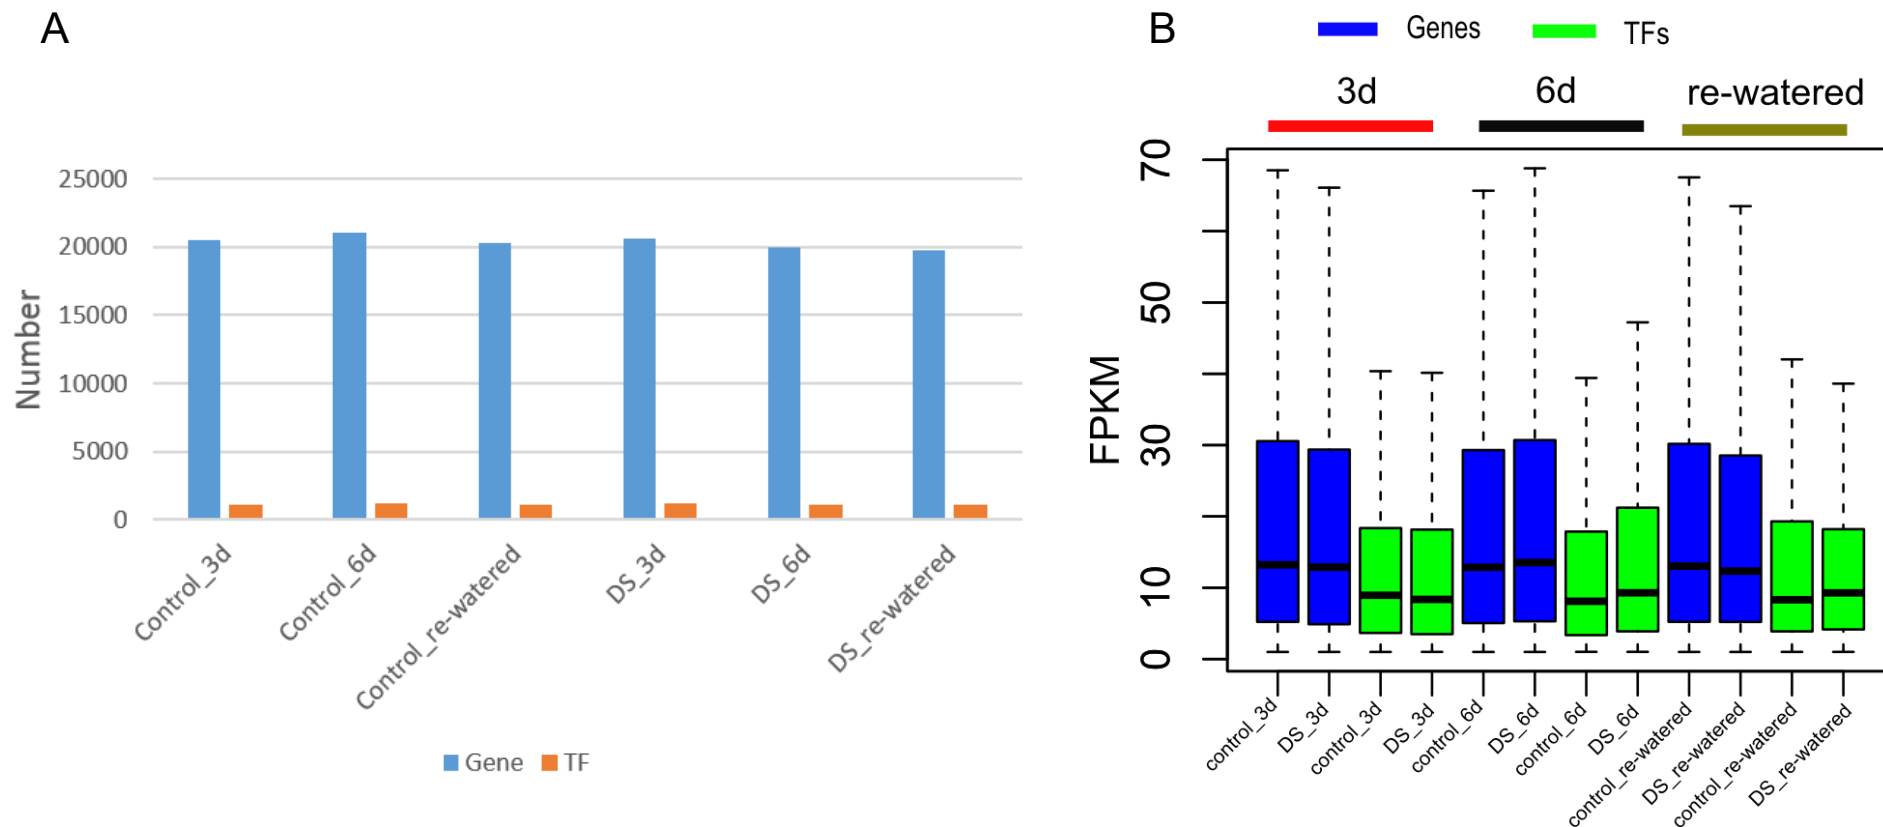 A
25000
20000
15000
10000
5000
0
Number
Control_3d
Control_6d
Control_re-watered
DS_3d
DS_6d
DS_re-watered
Gene TF
B
Genes TFs
3d 6d re-watered
70
50
30
10
0
FPKM
control_3d
DS_3d
control_3d
DS_3d
control_6d
DS_6d
control_6d
DS_6d
control_re-watered
DS_re-watered
control_re-watered
DS_re-watered